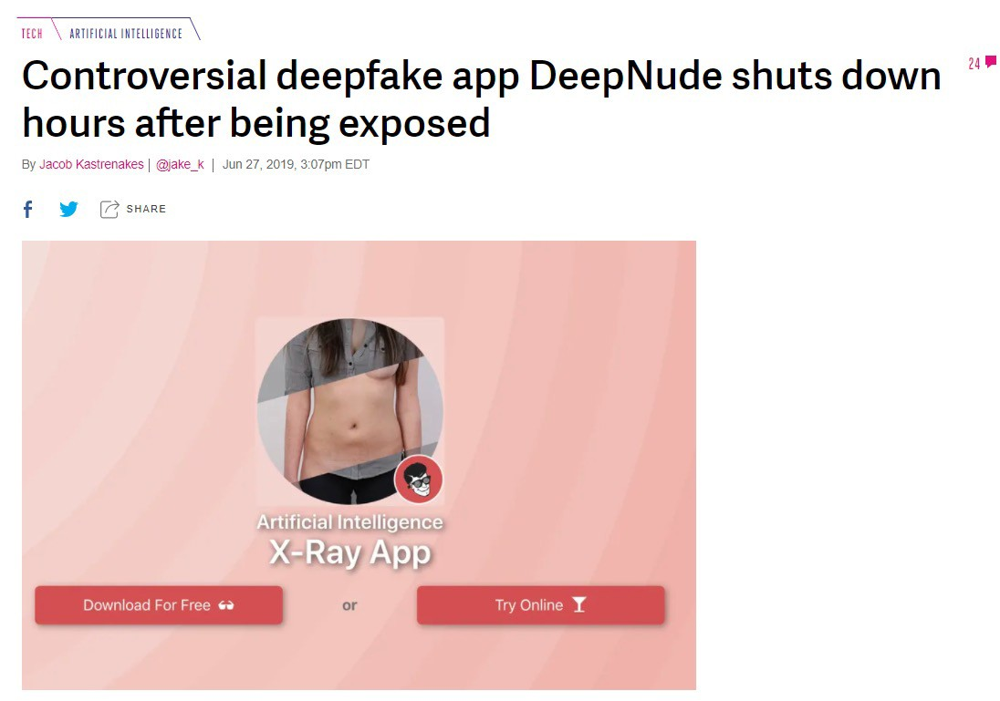 TECH ARTIFICIAL INTELLIGENCE
Controversial deepfake app DeepNude shuts down
24
hours after being exposed
By Jacob Kastrenakes | @jake_k | Jun 27, 2019, 3:07pm EDT
SHARE
Artificial Intelligence
X-Ray App
Download For Free or Try Online